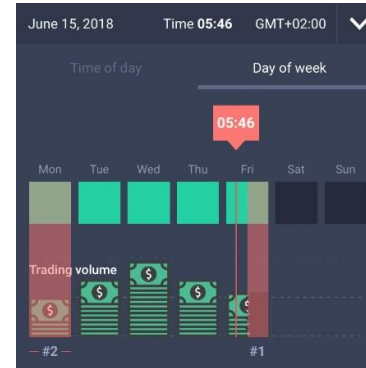 June 15, 2018 Time 05:46 GMT+02:00
Time of day Day of week
05:46
Mon Tue Wed Thu Fri Sat Sun
Trading volume
$ $ $ $ $
#2 #1